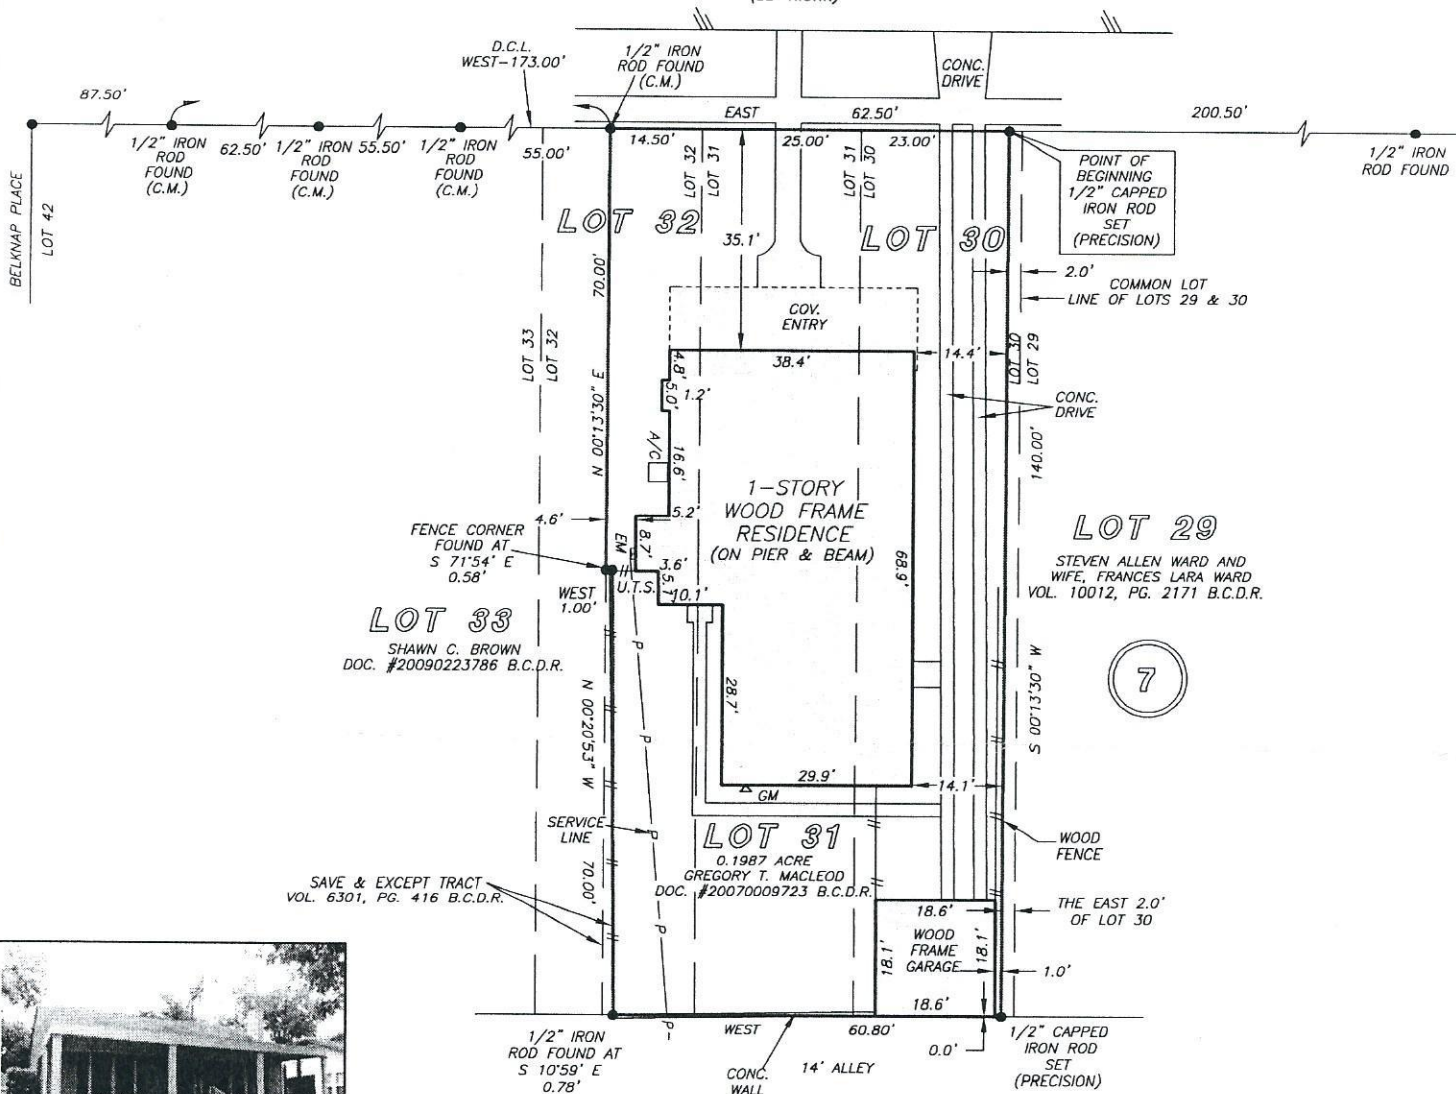 D.C.L.
WEST-173.00'
1/2" IRON
ROD FOUND
(C.M.)
CONC.
DRIVE
87.50'
EAST
62.50'
200.50'
1/2" IRON
ROD
FOUND
(C.M.)
62.50'
1/2" IRON
ROD
FOUND
(C.M.)
55.50'
1/2" IRON
ROD
FOUND
(C.M.)
55.00'
14.50'
25.00'
23.00'
1/2" IRON
ROD FOUND
BELKNAP PLACE
LOT 42
LOT 32
LOT 31
LOT 31
LOT 30
POINT OF
BEGINNING
1/2" CAPPED
IRON ROD
SET
(PRECISION)
LOT 32
35.1'
LOT 30
2.0'
COMMON LOT
LINE OF LOTS 29 & 30
70.00'
N 00°13'30" E
COV.
ENTRY
LOT 33
LOT 32
38.4'
14.4'
LOT 30
LOT 29
4.8'
5.0'
1.2'
CONC.
DRIVE
A/C
16.6'
140.00'
1-STORY
WOOD FRAME
RESIDENCE
(ON PIER & BEAM)
68.9'
4.6'
5.2'
LOT 29
STEVEN ALLEN WARD AND
WIFE, FRANCES LARA WARD
VOL. 10012, PG. 2171 B.C.D.R.
FENCE CORNER
FOUND AT
S 71°54' E
0.58'
EM
8.7'
3.6'
U.T.S.
5.1'
10.1'
WEST
1.00'
LOT 33
SHAWN C. BROWN
DOC. #20090223786 B.C.D.R.
P
7
S 00°13'30" W
28.7'
N 00°20'53" W
P
P
29.9'
14.1'
GM
SERVICE
LINE
P
LOT 31
0.1987 ACRE
GREGORY T. MACLEOD
DOC. #20070009723 B.C.D.R.
WOOD
FENCE
70.00'
SAVE & EXCEPT TRACT
VOL. 6301, PG. 416 B.C.D.R.
P
18.6'
WOOD
FRAME
GARAGE
18.1'
18.1'
THE EAST 2.0'
OF LOT 30
1.0'
18.6'
P
WEST
60.80'
1/2" IRON
ROD FOUND AT
S 10°59' E
0.78'
CONC.
WALL
14' ALLEY
0.0'
1/2" CAPPED
IRON ROD
SET
(PRECISION)